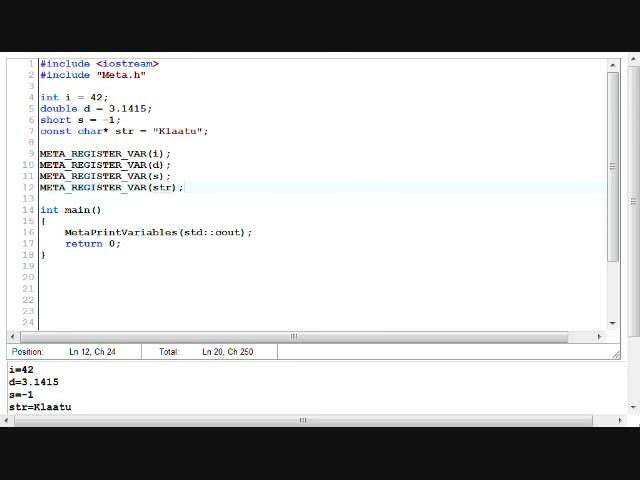 1 #include <iostream>
2 #include "Meta.h"
3
4 int i = 42;
5 double d = 3.1415;
6 short s = -1;
7 const char* str = "Klaatu";
8
9 META_REGISTER_VAR(i);
10 META_REGISTER_VAR(d);
11 META_REGISTER_VAR(s);
12 META_REGISTER_VAR(str);
13
14 int main()
15 {
16 MetaPrintVariables(std::cout);
17 return 0;
18 }
19
20
21
22
23
24
Position: Ln 12, Ch 24 Total: Ln 20, Ch 250
i=42
d=3.1415
s=-1
str=Klaatu